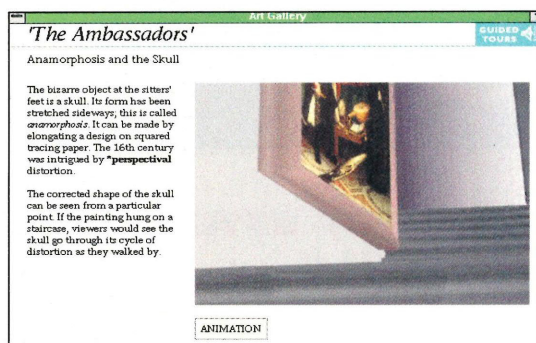 Art Gallery
'The Ambassadors'
GUIDED
TOURS
Anamorphosis and the Skull
The bizarre object at the sitters'
feet is a skull. Its form has been
stretched sideways; this is called
anamorphosis. It can be made by
elongating a design on squared
tracing paper. The 16th century
was intrigued by *perspectival
distortion.
The corrected shape of the skull
can be seen from a particular
point. If the painting hung on a
staircase, viewers would see the
skull go through its cycle of
distortion as they walked by.
ANIMATION